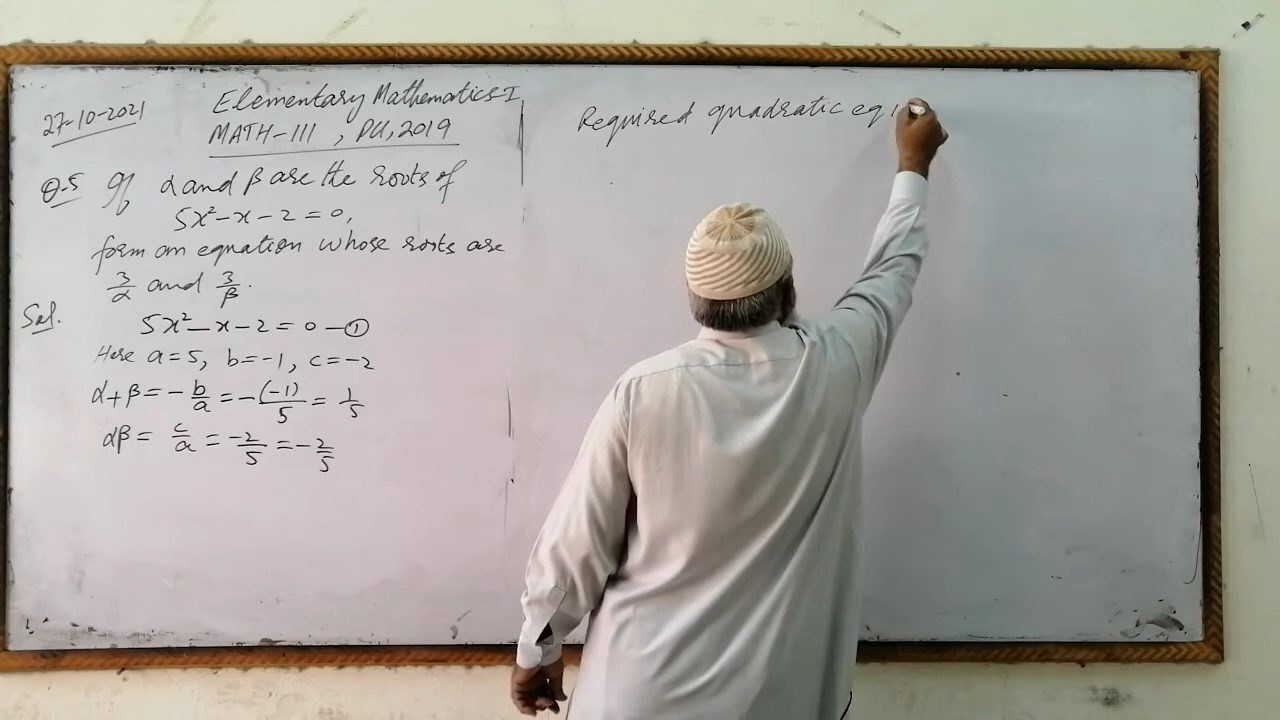 27-10-2021
Elementary Mathematics-I
MATH-III, PU, 2019
Q.5 If α and β are the roots of
5x²-x-2=0,
form an equation whose roots are
3/α and 3/β.
Sol.
5x²-x-2=0-①
Here a=5, b=-1, c=-2
α+β=-b/a=-(-1)/5=1/5
αβ=c/a=-2/5=-2/5
Required quadratic eq